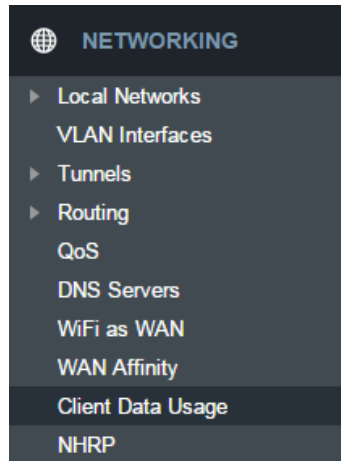 NETWORKING
Local Networks
VLAN Interfaces
Tunnels
Routing
QoS
DNS Servers
WiFi as WAN
WAN Affinity
Client Data Usage
NHRP